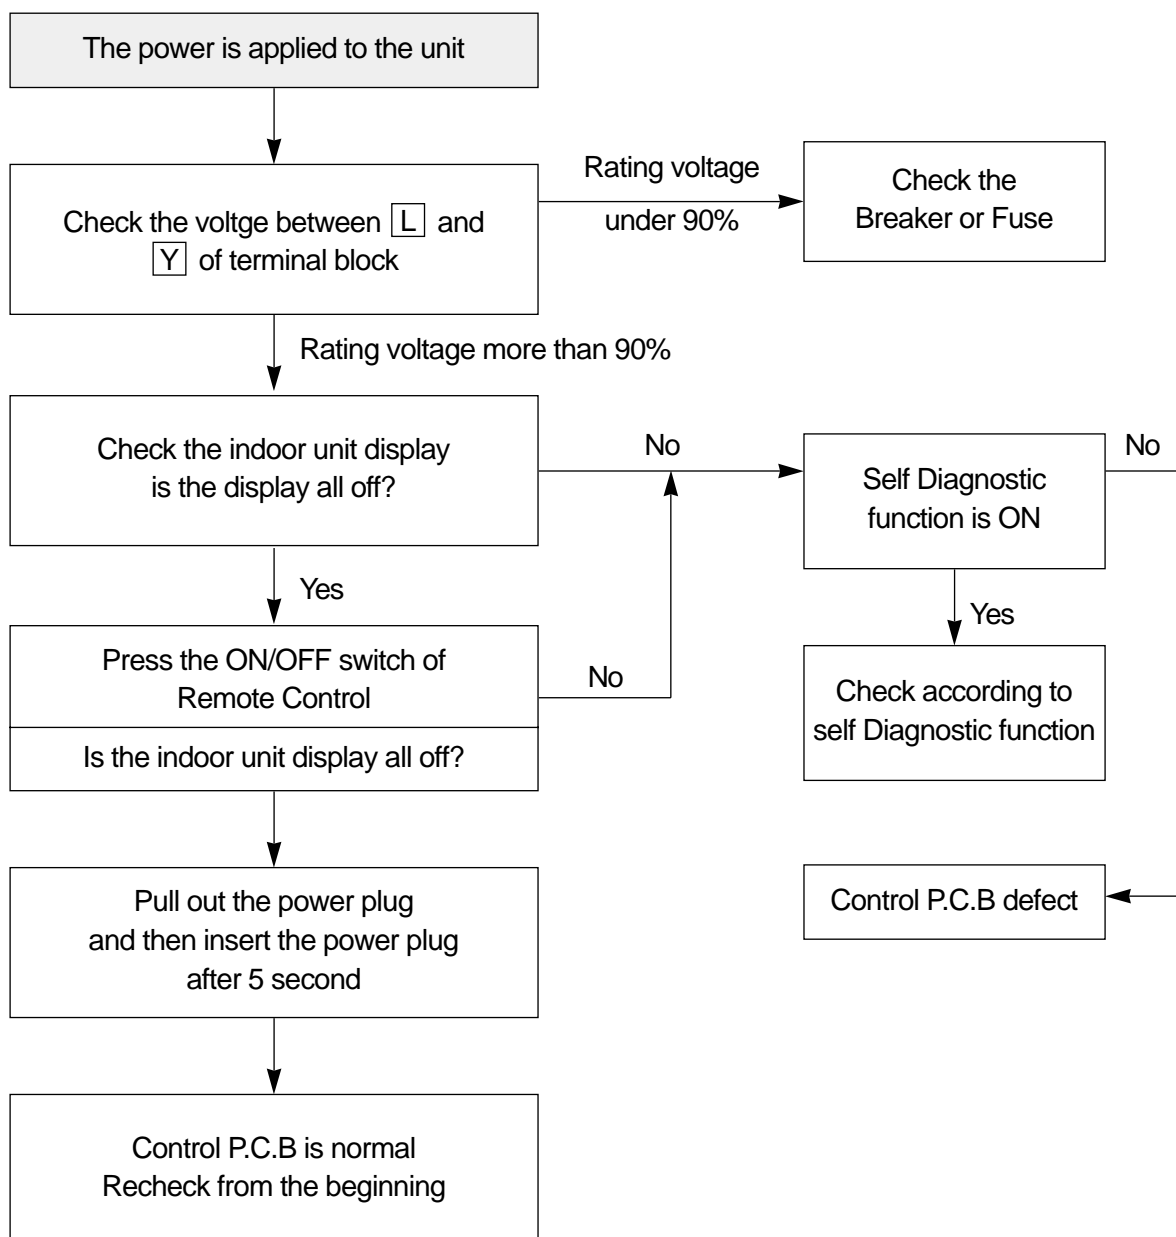 The power is applied to the unit
Check the voltge between L and
Y of terminal block
Rating voltage
under 90%
Check the
Breaker or Fuse
Rating voltage more than 90%
Check the indoor unit display
is the display all off?
No
Self Diagnostic
function is ON
No
Yes
Yes
Press the ON/OFF switch of
Remote Control
No
Is the indoor unit display all off?
Check according to
self Diagnostic function
Pull out the power plug
and then insert the power plug
after 5 second
Control P.C.B defect
Control P.C.B is normal
Recheck from the beginning